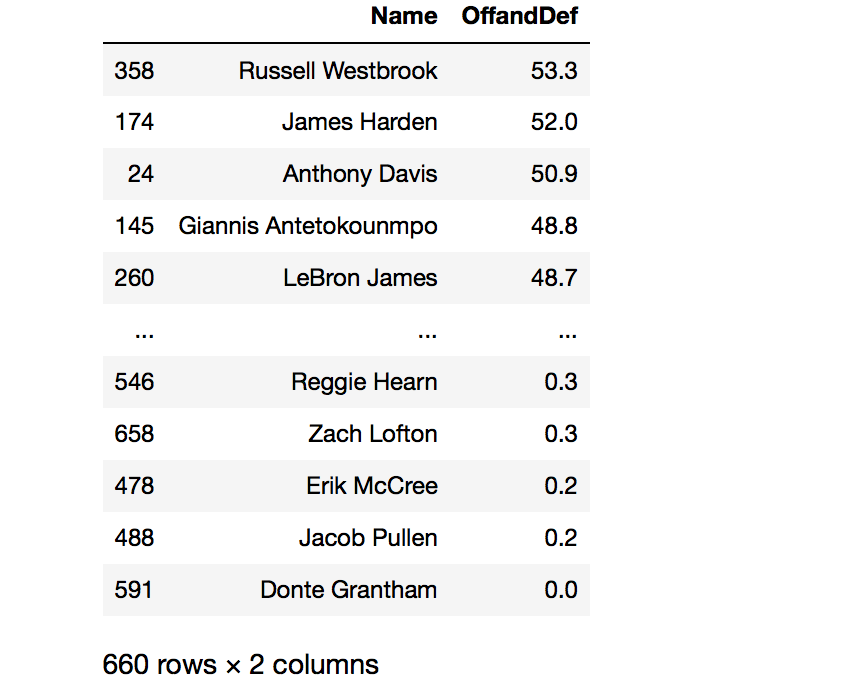 Name OffandDef
358 Russell Westbrook 53.3
174 James Harden 52.0
24 Anthony Davis 50.9
145 Giannis Antetokounmpo 48.8
260 LeBron James 48.7
... ... ...
546 Reggie Hearn 0.3
658 Zach Lofton 0.3
478 Erik McCree 0.2
488 Jacob Pullen 0.2
591 Donte Grantham 0.0
660 rows × 2 columns